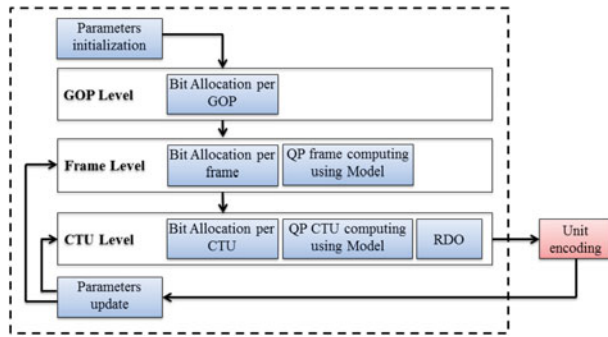 Parameters
initialization
GOP Level
Bit Allocation per
GOP
Frame Level
Bit Allocation per
frame
QP frame computing
using Model
CTU Level
Bit Allocation per
CTU
QP CTU computing
using Model
RDO
Unit
encoding
Parameters
update